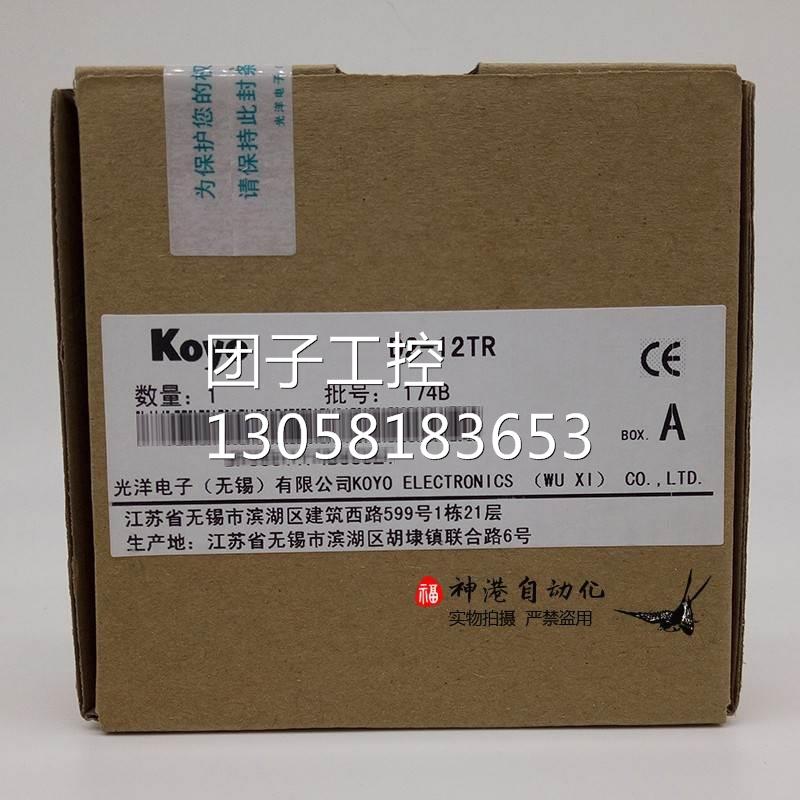 为保护您的权
请保持此封条
光洋电子
Koyo
-12TR
CE
数量：1 批号：174B
团子工控
13058183653
BOX. A
光洋电子（无锡）有限公司KOYO ELECTRONICS （WU XI） CO.,LTD.
江苏省无锡市滨湖区建筑西路599号1栋21层
生产地：江苏省无锡市滨湖区胡埭镇联合路6号
福 神港自动化
实物拍摄 严禁盗用